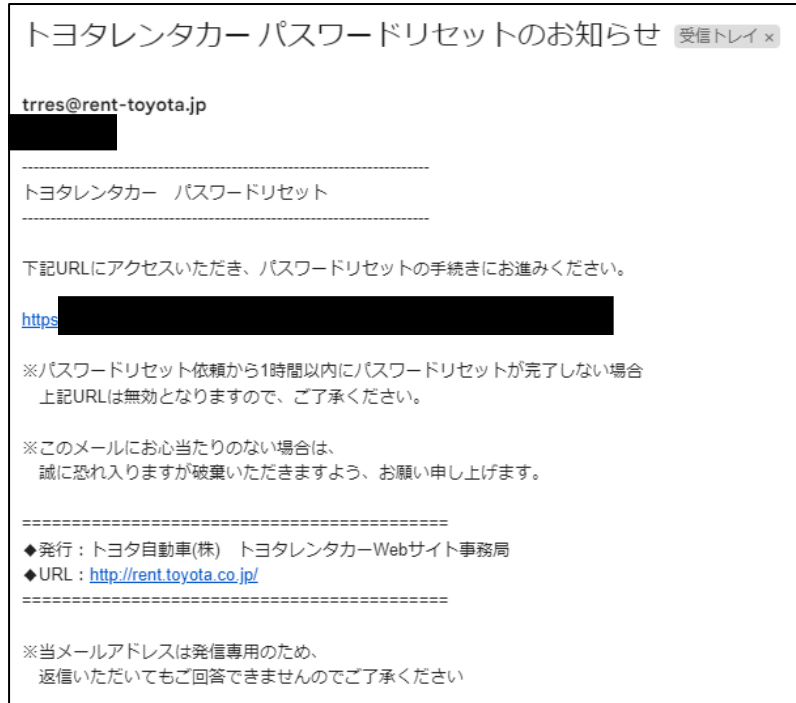 トヨタレンタカー パスワードリセットのお知らせ 受信トレイ ×
trres@rent-toyota.jp
----------------------------------------------------------------------
トヨタレンタカー　パスワードリセット
----------------------------------------------------------------------
下記URLにアクセスいただき、パスワードリセットの手続きにお進みください。
https
※パスワードリセット依頼から1時間以内にパスワードリセットが完了しない場合
上記URLは無効となりますので、ご了承ください。
※このメールにお心当たりのない場合は、
誠に恐れ入りますが破棄いただきますよう、お願い申し上げます。
===========================================
◆発行：トヨタ自動車(株)　トヨタレンタカーWebサイト事務局
◆URL：http://rent.toyota.co.jp/
===========================================
※当メールアドレスは発信専用のため、
返信いただいてもご回答できませんのでご了承ください